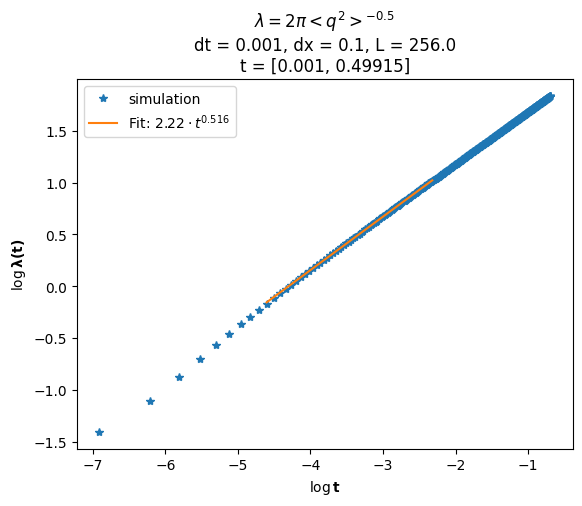 λ = 2π < q² >⁻⁰·⁵
dt = 0.001, dx = 0.1, L = 256.0
t = [0.001, 0.49915]
simulation
Fit: 2.22 · t⁰·⁵¹⁶
log λ(t)
1.5
1.0
0.5
0.0
−0.5
−1.0
−1.5
−7 −6 −5 −4 −3 −2 −1
log t